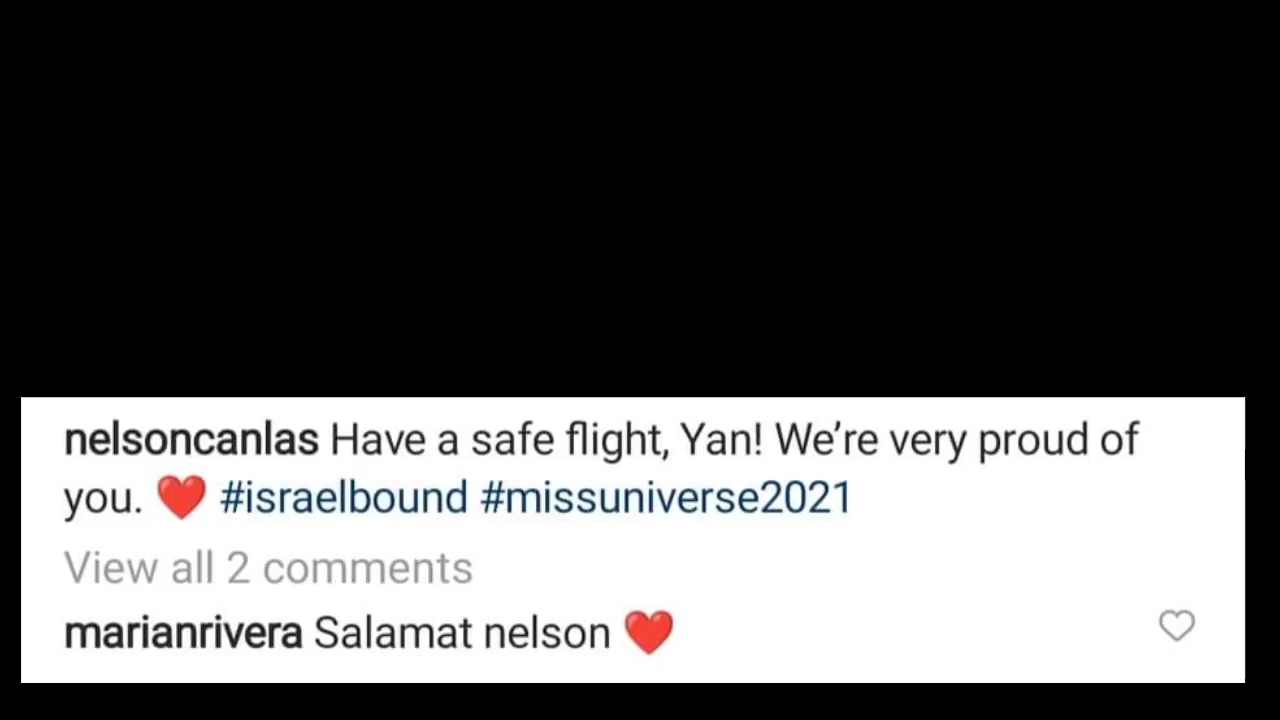 nelsoncanlas Have a safe flight, Yan! We're very proud of
you. ❤️ #israelbound #missuniverse2021
View all 2 comments
marianrivera Salamat nelson ❤️